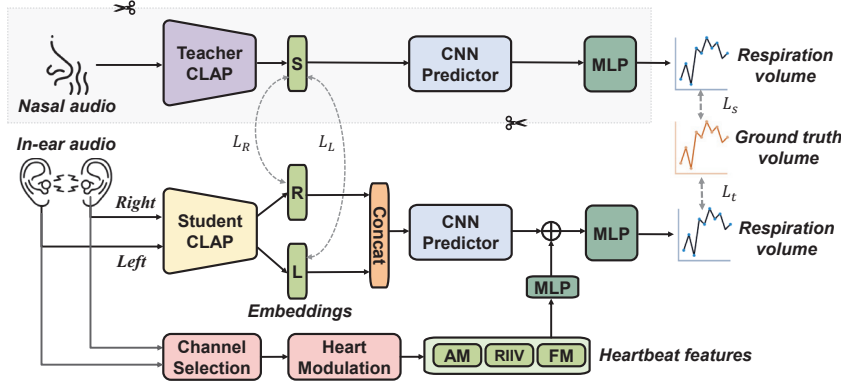 Teacher
CLAP
S
CNN
Predictor
MLP
Respiration
volume
Nasal audio
In-ear audio
L_R
L_L
L_s
Ground truth
volume
L_t
Right
Left
Student
CLAP
R
L
Concat
CNN
Predictor
MLP
Respiration
volume
Embeddings
MLP
Channel
Selection
Heart
Modulation
AM
RIIV
FM
Heartbeat features